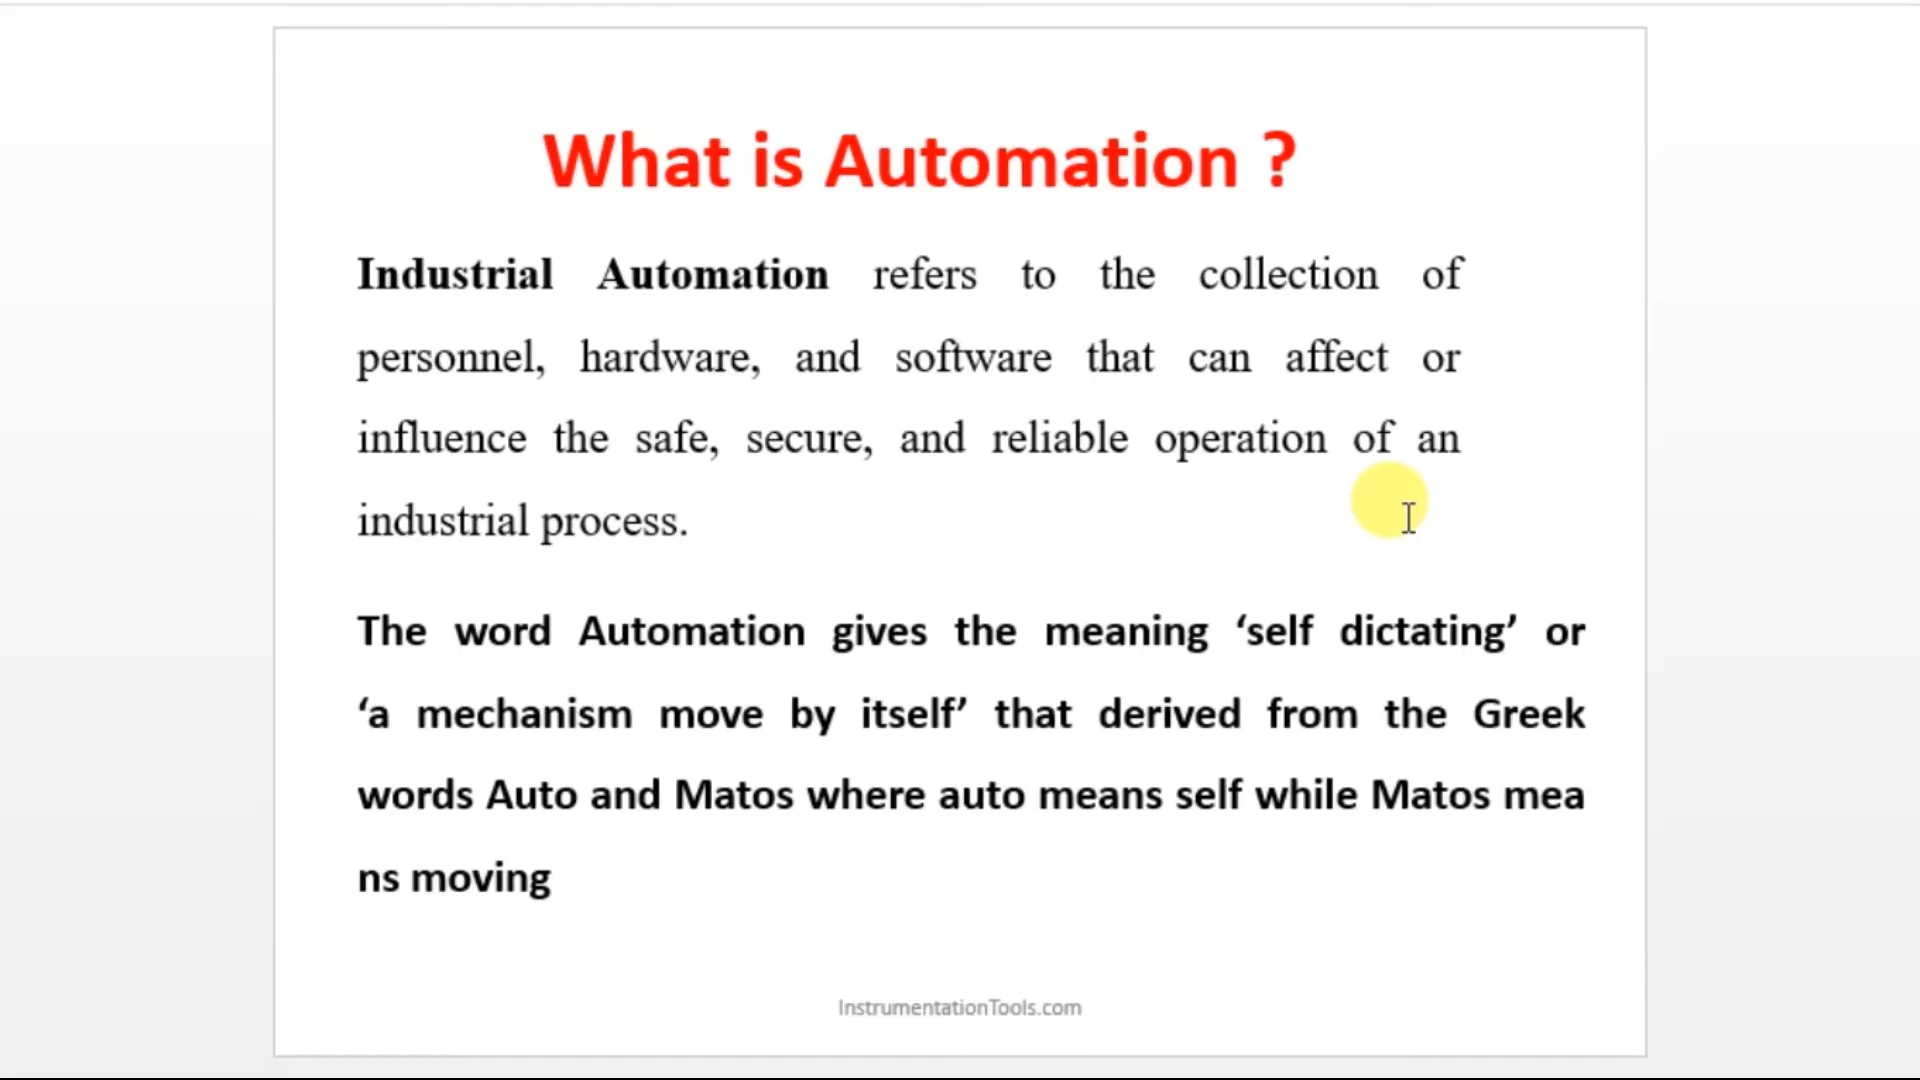 What is Automation ?
Industrial Automation refers to the collection of
personnel, hardware, and software that can affect or
influence the safe, secure, and reliable operation of an
industrial process.
The word Automation gives the meaning ‘self dictating’ or
‘a mechanism move by itself’ that derived from the Greek
words Auto and Matos where auto means self while Matos mea
ns moving
InstrumentationTools.com